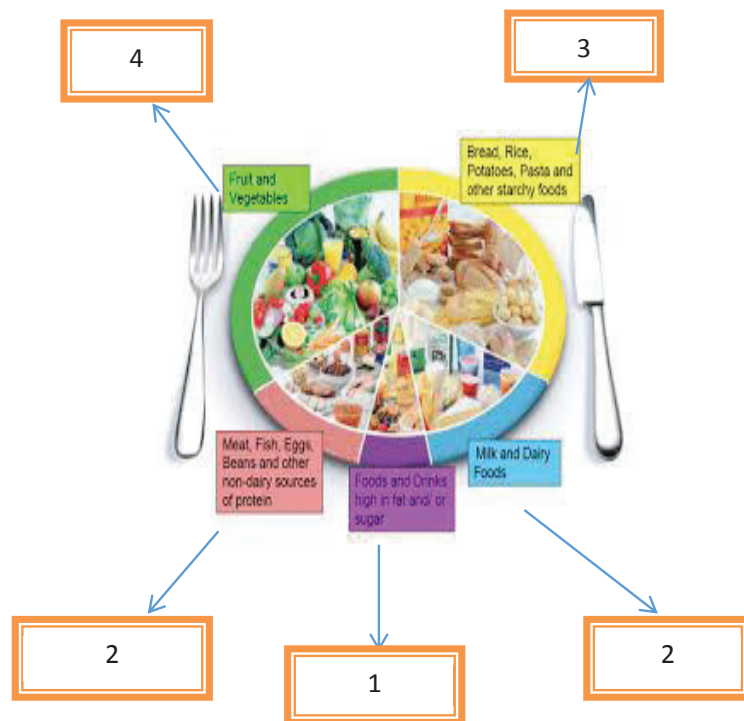 4
3
Fruit and
Vegetables
Bread, Rice,
Potatoes, Pasta and
other starchy foods
Meat, Fish, Eggs,
Beans and other
non-dairy sources
of protein
Foods and Drinks
high in fat and/ or
sugar
Milk and Dairy
Foods
2
1
2